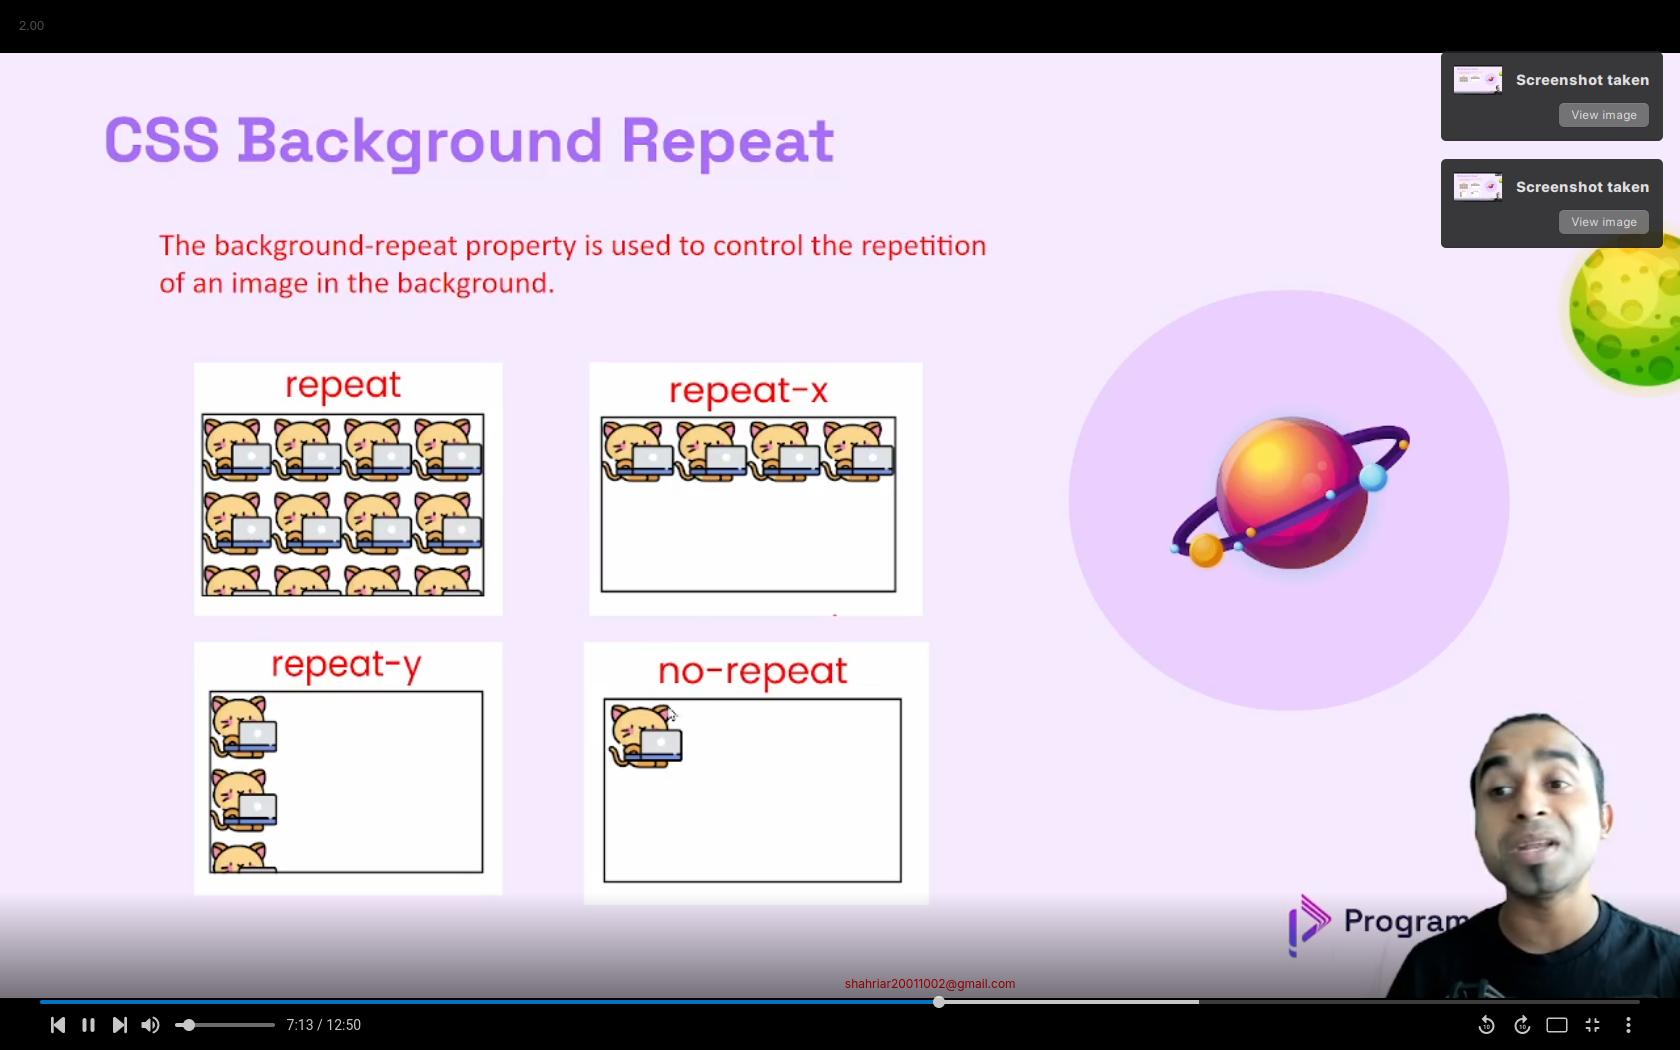 2.00
Screenshot taken
View image
Screenshot taken
View image
CSS Background Repeat
The background-repeat property is used to control the repetition
of an image in the background.
repeat
repeat-x
repeat-y
no-repeat
Program
shahriar20011002@gmail.com
7:13 / 12:50
10
10